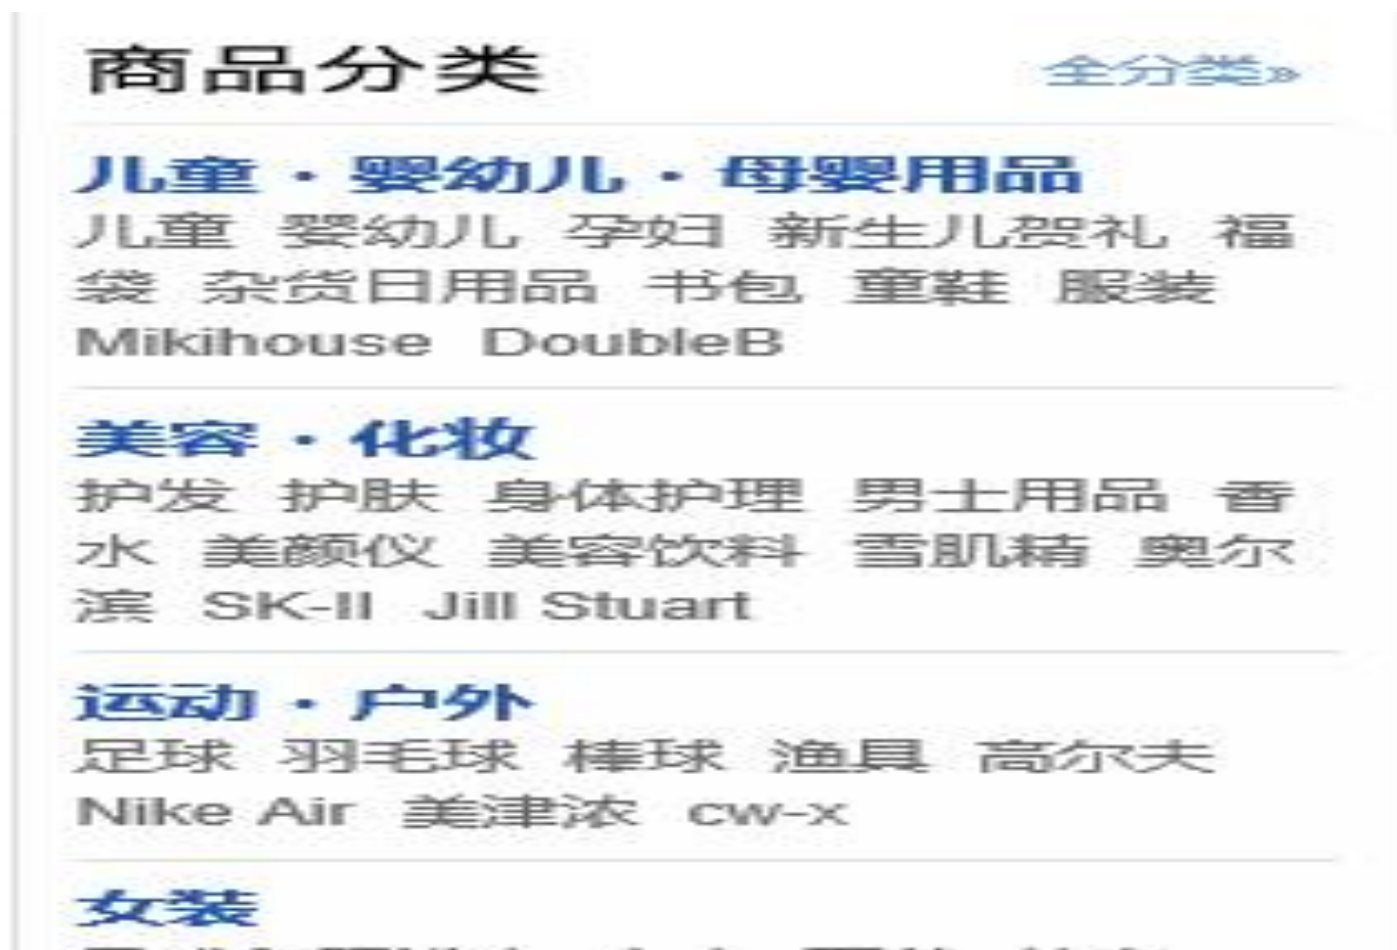 商品分类 全分类»
儿童・婴幼儿・母婴用品
儿童 婴幼儿 孕妇 新生儿贺礼 福
袋 杂货日用品 书包 童鞋 服装
Mikihouse DoubleB
美容・化妆
护发 护肤 身体护理 男士用品 香
水 美颜仪 美容饮料 雪肌精 奥尔
滨 SK-II Jill Stuart
运动・户外
足球 羽毛球 棒球 渔具 高尔夫
Nike Air 美津浓 cw-x
女装